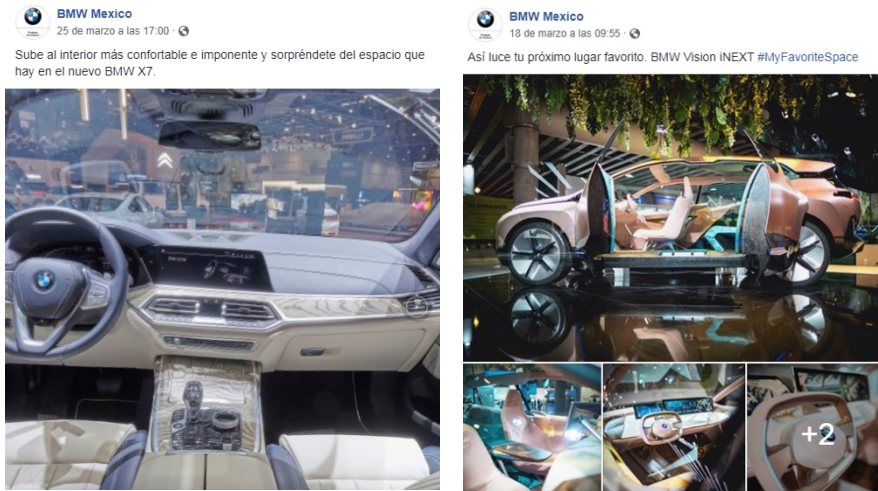 BMW Mexico
25 de marzo a las 17:00 ·
Sube al interior más confortable e imponente y sorpréndete del espacio que
hay en el nuevo BMW X7.
BMW Mexico
18 de marzo a las 09:55 ·
Así luce tu próximo lugar favorito. BMW Vision iNEXT #MyFavoriteSpace
+2